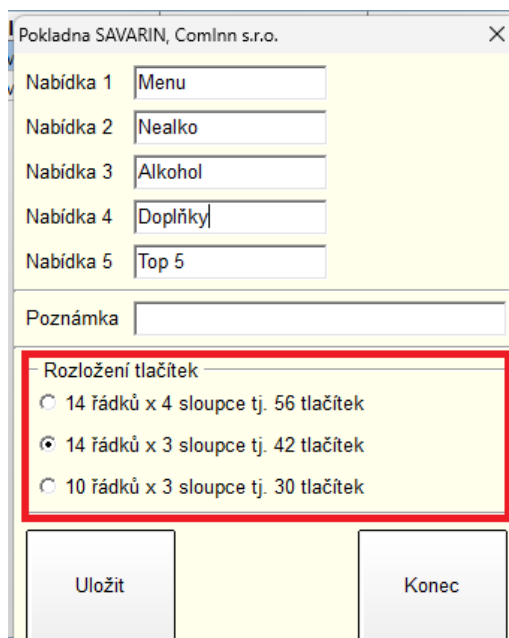 Pokladna SAVARIN, ComInn s.r.o.
Nabídka 1 Menu
Nabídka 2 Nealko
Nabídka 3 Alkohol
Nabídka 4 Doplňky
Nabídka 5 Top 5
Poznámka
Rozložení tlačítek
14 řádků x 4 sloupce tj. 56 tlačítek
14 řádků x 3 sloupce tj. 42 tlačítek
10 řádků x 3 sloupce tj. 30 tlačítek
Uložit Konec